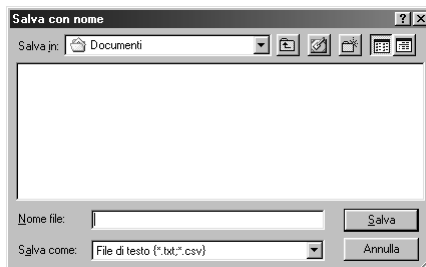 Salva con nome
Salva in: Documenti
Nome file:
Salva
Salva come: File di testo {*.txt;*.csv}
Annulla